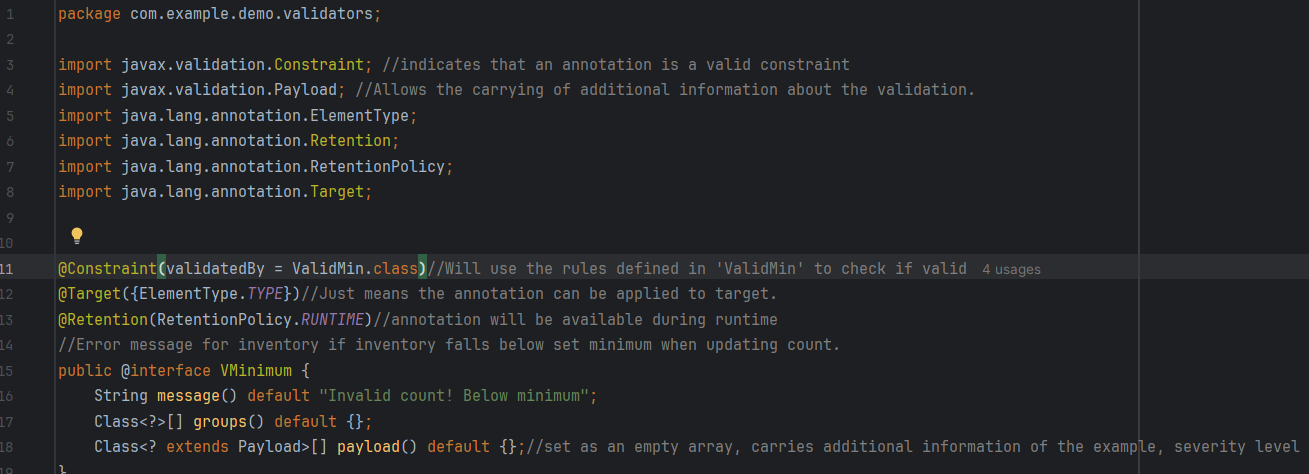 1 package com.example.demo.validators;
2
3 import javax.validation.Constraint; //indicates that an annotation is a valid constraint
4 import javax.validation.Payload; //Allows the carrying of additional information about the validation.
5 import java.lang.annotation.ElementType;
6 import java.lang.annotation.Retention;
7 import java.lang.annotation.RetentionPolicy;
8 import java.lang.annotation.Target;
9
10
11 @Constraint(validatedBy = ValidMin.class)//Will use the rules defined in 'ValidMin' to check if valid 4 usages
12 @Target({ElementType.TYPE})//Just means the annotation can be applied to target.
13 @Retention(RetentionPolicy.RUNTIME)//annotation will be available during runtime
14 //Error message for inventory if inventory falls below set minimum when updating count.
15 public @interface VMinimum {
16 String message() default "Invalid count! Below minimum";
17 Class<?>[] groups() default {};
18 Class<? extends Payload>[] payload() default {};//set as an empty array, carries additional information of the example, severity level
19 }